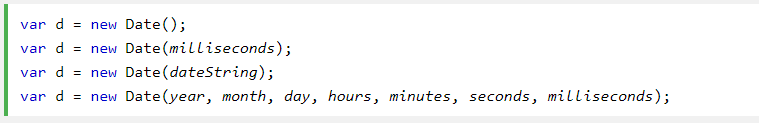 var d = new Date();
var d = new Date(milliseconds);
var d = new Date(dateString);
var d = new Date(year, month, day, hours, minutes, seconds, milliseconds);